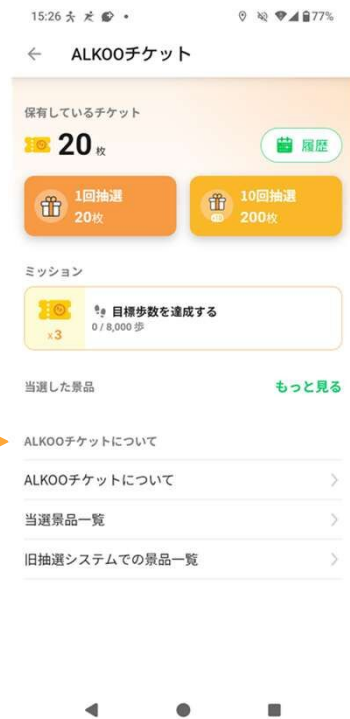 15:26
77%
ALKOOチケット
保有しているチケット
20 枚
履歴
1回抽選
20枚
10回抽選
200枚
ミッション
x3
目標歩数を達成する
0 / 8,000 歩
当選した景品
もっと見る
ALKOOチケットについて
ALKOOチケットについて
当選景品一覧
旧抽選システムでの景品一覧